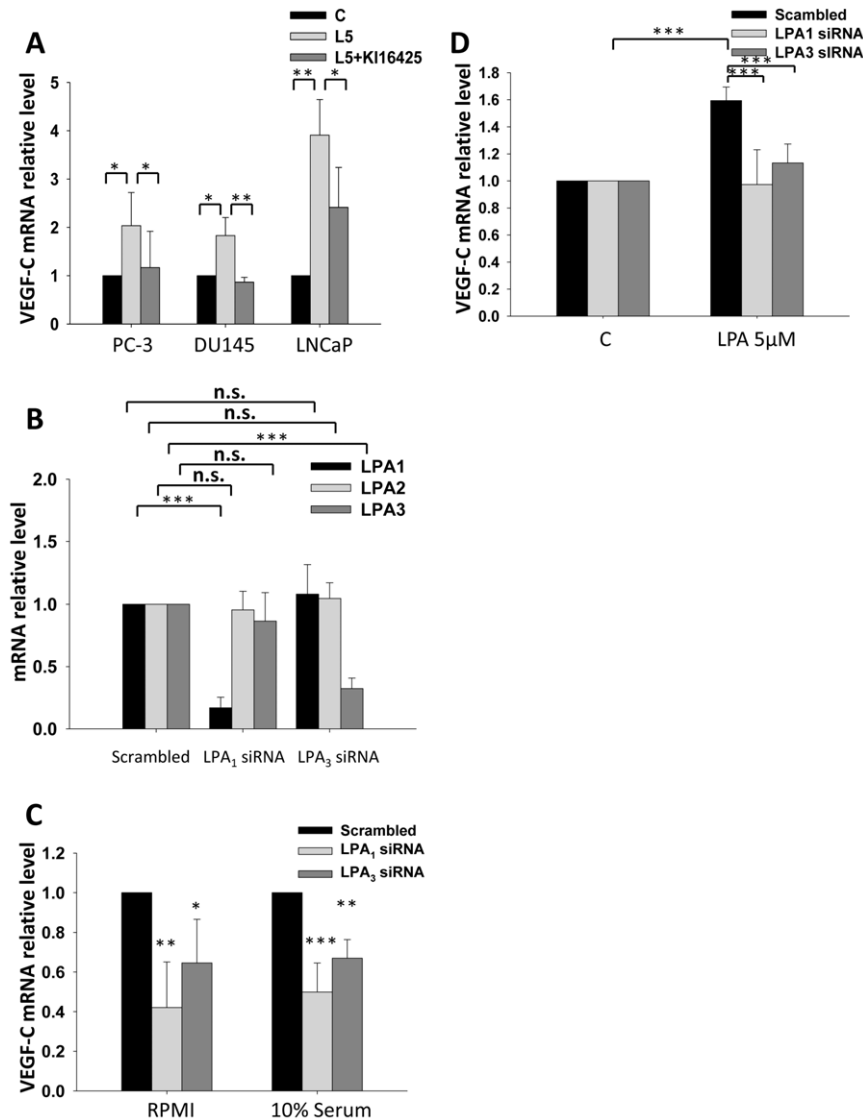 A
C
L5
L5+KI16425
VEGF-C mRNA relative level
5
4
3
2
1
0
**
*
*
*
*
**
PC-3
DU145
LNCaP
B
n.s.
n.s.
***
n.s.
n.s.
***
LPA1
LPA2
LPA3
mRNA relative level
2.0
1.5
1.0
0.5
0.0
Scrambled
LPA₁ siRNA
LPA₃ siRNA
C
Scrambled
LPA₁ siRNA
LPA₃ siRNA
VEGF-C mRNA relative level
1.2
1.0
0.8
0.6
0.4
0.2
0.0
**
*
***
**
RPMI
10% Serum
D
Scambled
LPA1 siRNA
LPA3 sIRNA
***
***
***
VEGF-C mRNA relative level
1.8
1.6
1.4
1.2
1.0
0.8
0.6
0.4
0.2
0.0
C
LPA 5μM